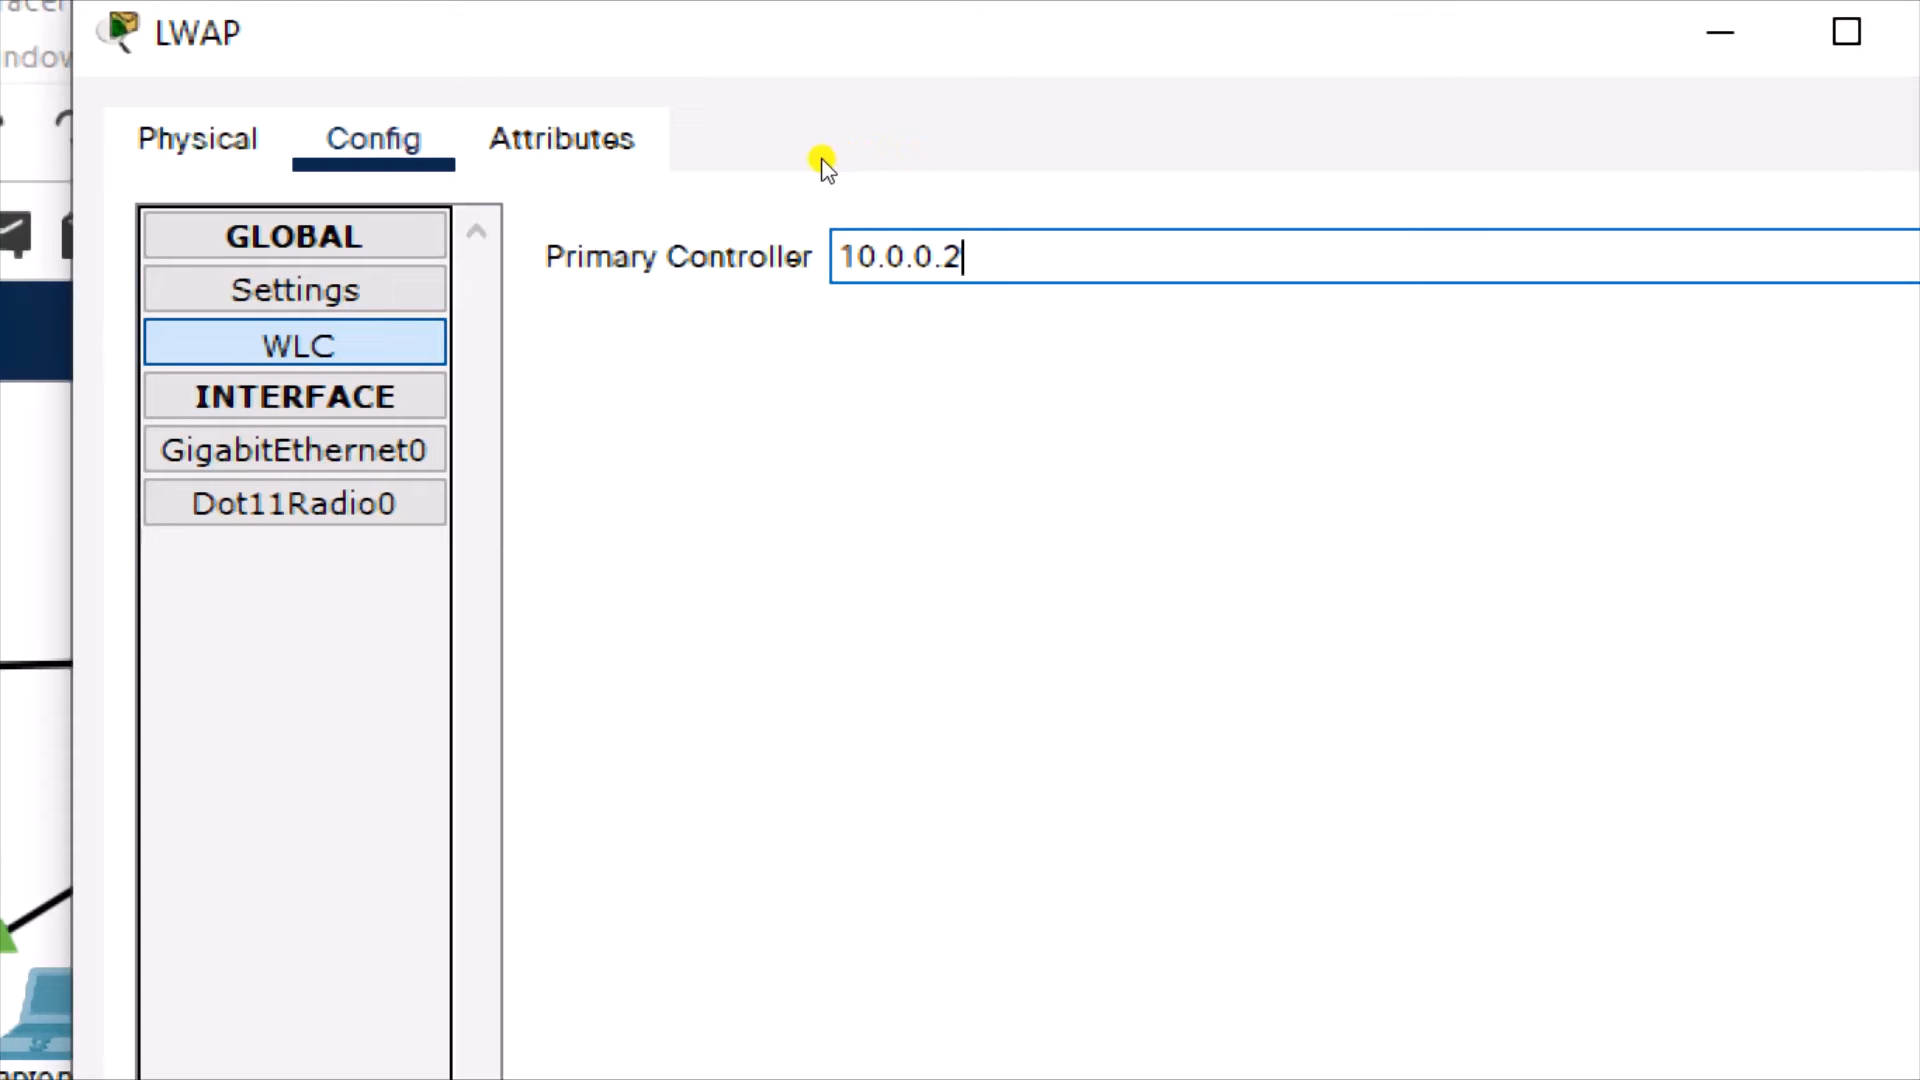 LWAP
Physical Config Attributes
GLOBAL
Settings
WLC
INTERFACE
GigabitEthernet0
Dot11Radio0
Primary Controller 10.0.0.2